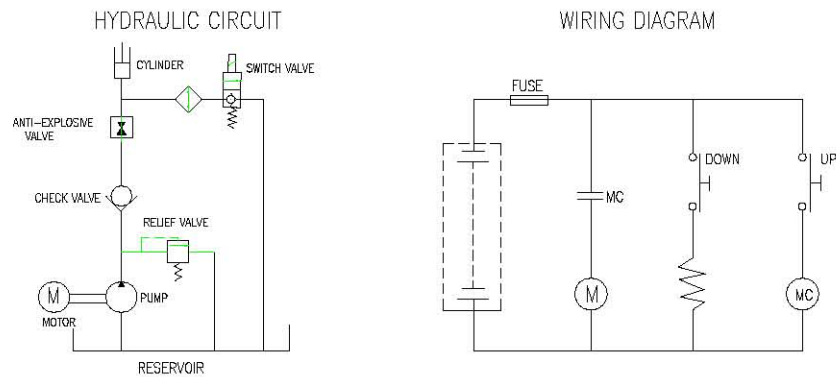 HYDRAULIC CIRCUIT
CYLINDER
SWITCH VALVE
ANTI-EXPLOSIVE
VALVE
CHECK VALVE
RELIEF VALVE
M
PUMP
MOTOR
RESERVOIR
WIRING DIAGRAM
FUSE
DOWN
UP
MC
M
MC